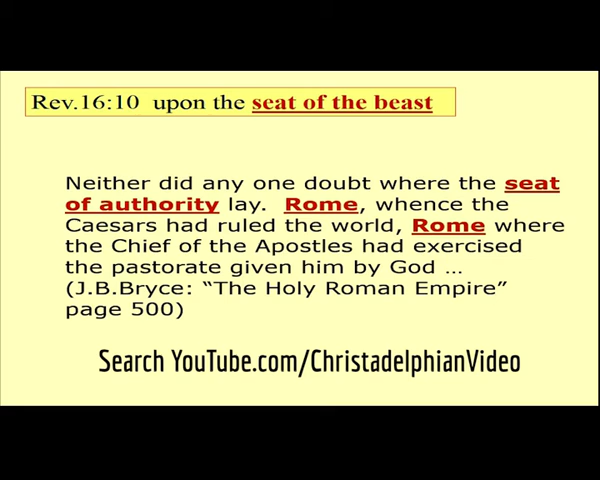 Rev.16:10 upon the seat of the beast
Neither did any one doubt where the seat
of authority lay. Rome, whence the
Caesars had ruled the world, Rome where
the Chief of the Apostles had exercised
the pastorate given him by God ...
(J.B.Bryce: “The Holy Roman Empire”
page 500)
Search YouTube.com/ChristadelphianVideo